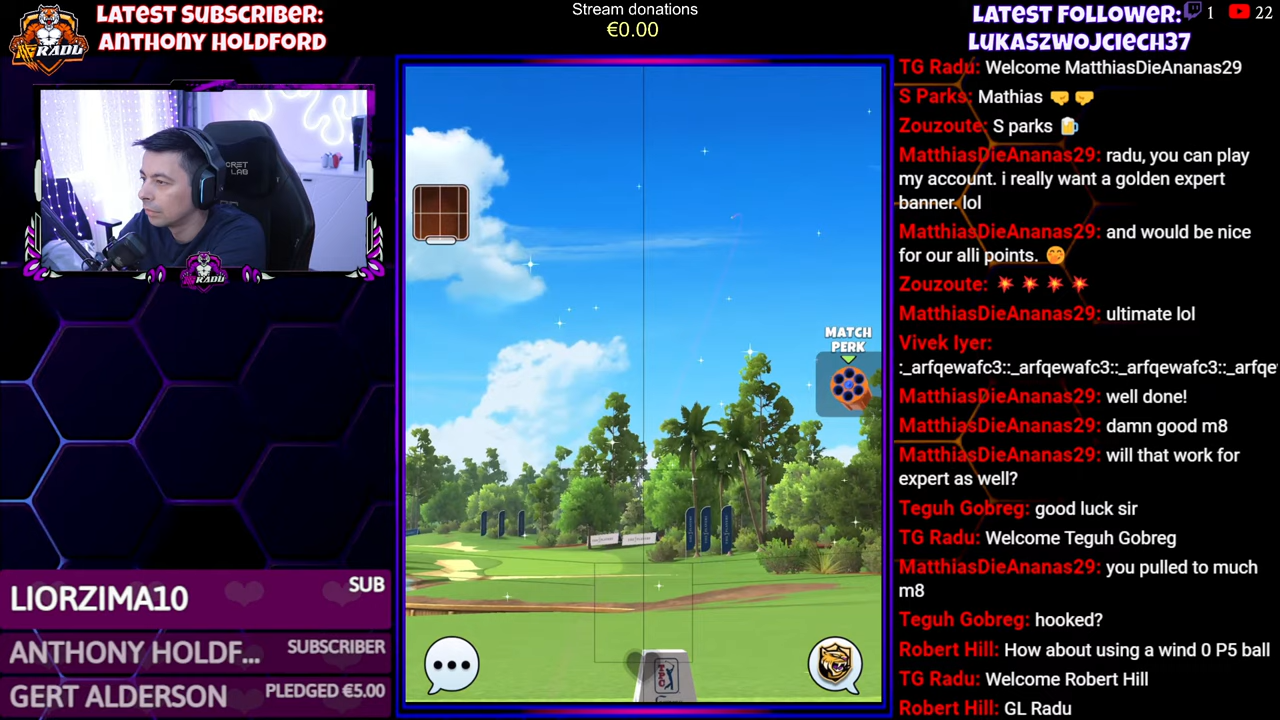 LATEST SUBSCRIBER:
ANTHONY HOLDFORD
RADU
Stream donations
€0.00
LATEST FOLLOWER:
LUKASZWOJCIECH37
1
22
RADU
MATCH
PERK
LIORZIMA10
SUB
ANTHONY HOLDF...
SUBSCRIBER
GERT ALDERSON
PLEDGED €5.00
TG Radu: Welcome MatthiasDieAnanas29
S Parks: Mathias 🤜 🤛
Zouzoute: S parks 🍺
MatthiasDieAnanas29: radu, you can play
my account. i really want a golden expert
banner. lol
MatthiasDieAnanas29: and would be nice
for our alli points. 🤭
Zouzoute: 💥 💥 💥 💥
MatthiasDieAnanas29: ultimate lol
Vivek Iyer:
:_arfqewafc3::_arfqewafc3::_arfqewafc3::_arfqe
MatthiasDieAnanas29: well done!
MatthiasDieAnanas29: damn good m8
MatthiasDieAnanas29: will that work for
expert as well?
Teguh Gobreg: good luck sir
TG Radu: Welcome Teguh Gobreg
MatthiasDieAnanas29: you pulled to much
m8
Teguh Gobreg: hooked?
Robert Hill: How about using a wind 0 P5 ball
TG Radu: Welcome Robert Hill
Robert Hill: GL Radu